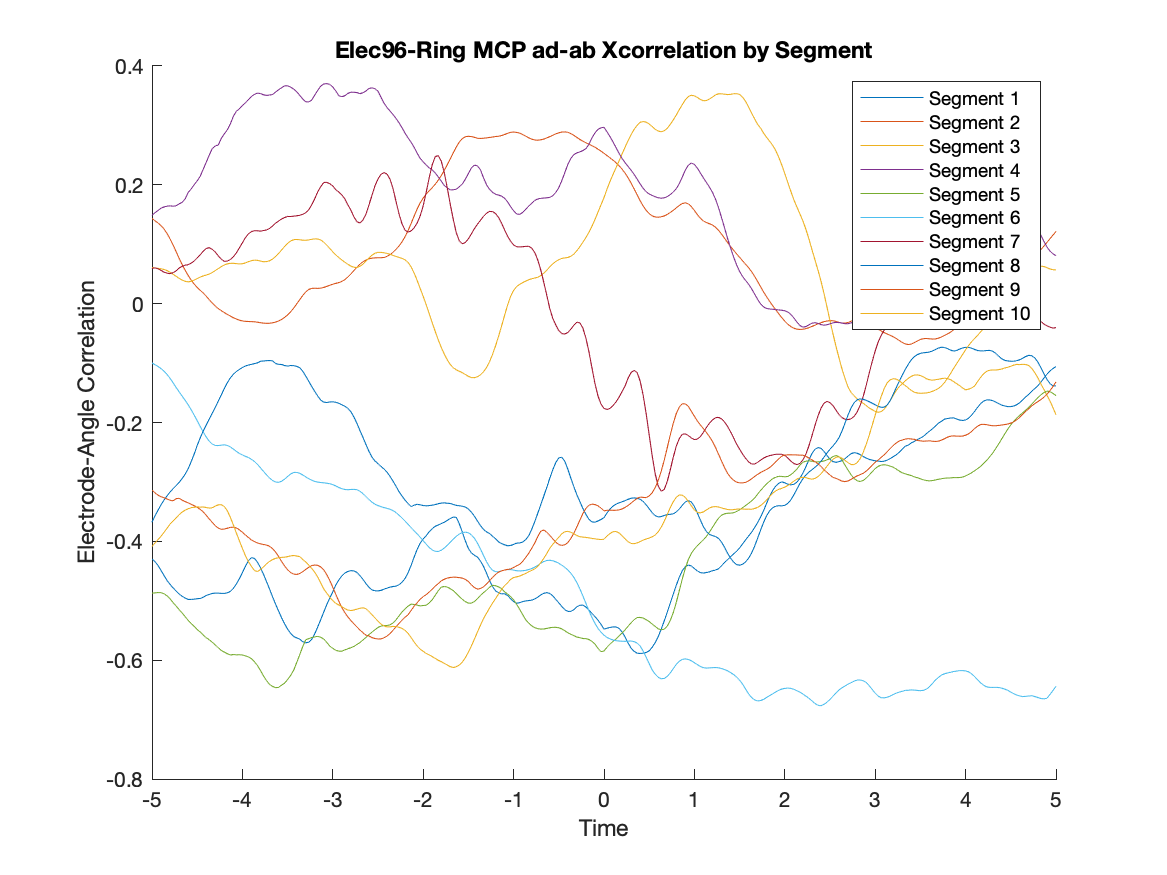 Elec96-Ring MCP ad-ab Xcorrelation by Segment
0.4
0.2
0
-0.2
-0.4
-0.6
-0.8
Electrode-Angle Correlation
Segment 1
Segment 2
Segment 3
Segment 4
Segment 5
Segment 6
Segment 7
Segment 8
Segment 9
Segment 10
-5 -4 -3 -2 -1 0 1 2 3 4 5
Time